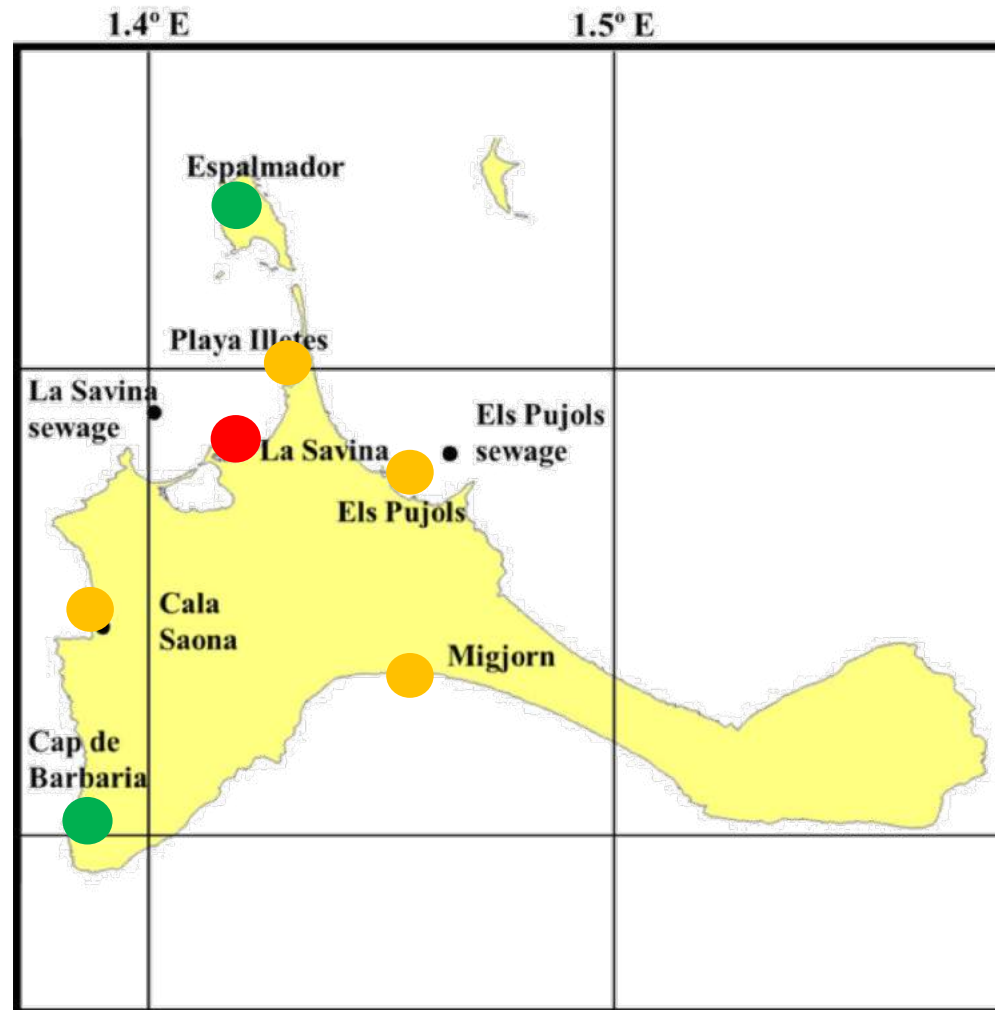 1.4º E
1.5º E
Espalmador
Playa Illetes
La Savina
sewage
Els Pujols
sewage
La Savina
Els Pujols
Cala
Saona
Migjorn
Cap de
Barbaria